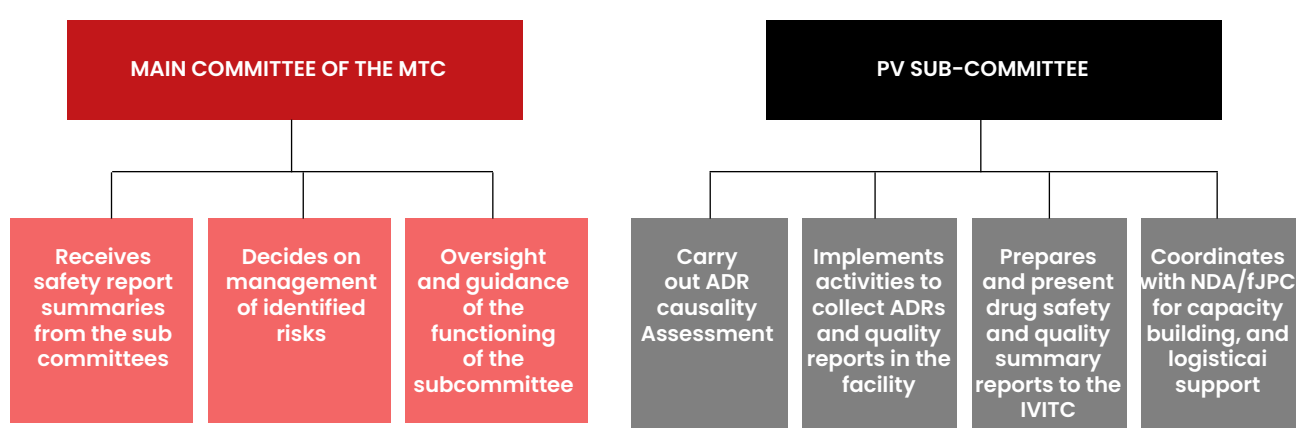 MAIN COMMITTEE OF THE MTC
Receives
safety report
summaries
from the sub
committees
Decides on
management
of identified
risks
Oversight
and guidance
of the
functioning
of the
subcommittee
PV SUB-COMMITTEE
Carry
out ADR
causality
Assessment
Implements
activities to
collect ADRs
and quality
reports in the
facility
Prepares
and present
drug safety
and quality
summary
reports to the
IVITC
Coordinates
with NDA/fJPC
for capacity
building, and
logisticai
support